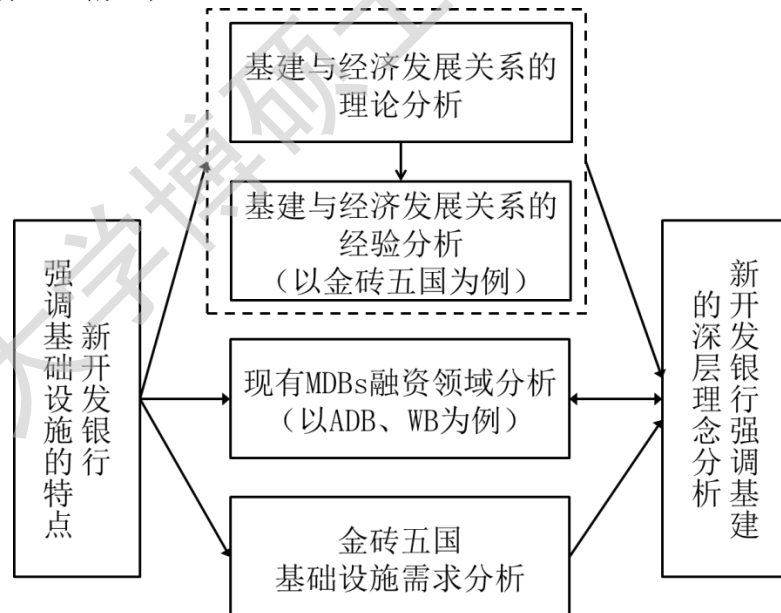 基建与经济发展关系的
理论分析
基建与经济发展关系的
经验分析
（以金砖五国为例）
新开发银行
强调基础设施的特点
现有MDBs融资领域分析
（以ADB、WB为例）
新开发银行强调基建
的深层理念分析
金砖五国
基础设施需求分析
大学博硕士